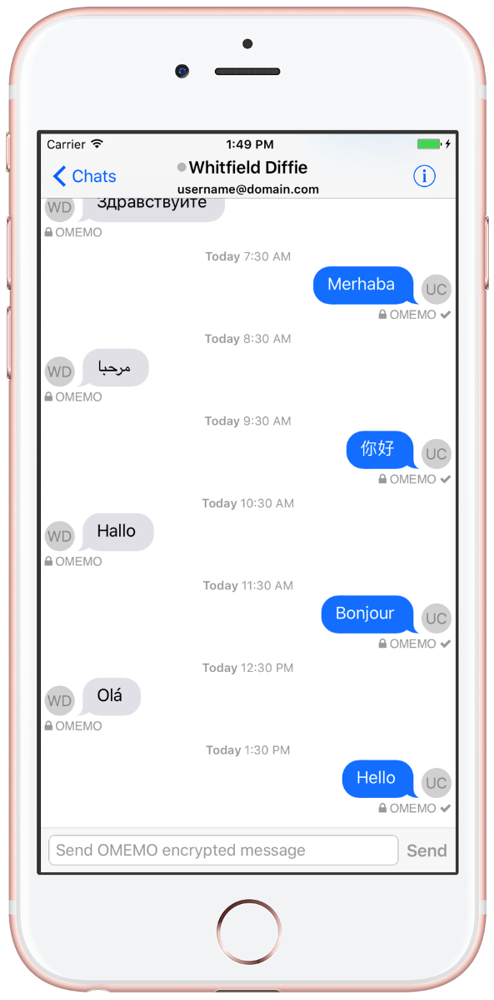 Carrier 1:49 PM
Chats
Whitfield Diffie
username@domain.com
WD Здравствуйте
OMEMO
Today 7:30 AM
Merhaba UC
OMEMO
Today 8:30 AM
WD مرحبا
OMEMO
Today 9:30 AM
你好 UC
OMEMO
Today 10:30 AM
WD Hallo
OMEMO
Today 11:30 AM
Bonjour UC
OMEMO
Today 12:30 PM
WD Olá
OMEMO
Today 1:30 PM
Hello UC
OMEMO
Send OMEMO encrypted message Send